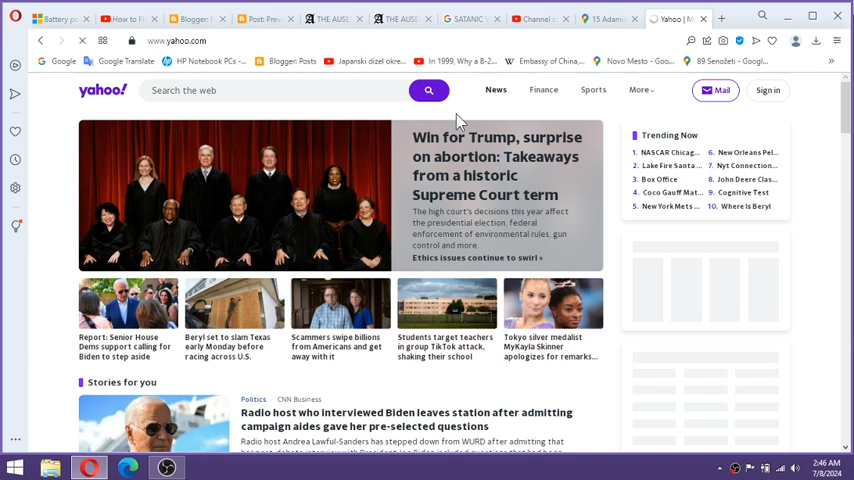 Battery pe
How to Fi
Blogger: P
Post: Prev
THE AUSE
THE AUSE
SATANIC V
Channel c
15 Adamič
Yahoo | M
www.yahoo.com
Google
Google Translate
HP Notebook PCs -...
Blogger: Posts
Japanski dizel okre...
In 1999, Why a B-2...
Embassy of China,...
Novo Mesto - Googl...
89 Senožeti - Googl...
yahoo!
Search the web
News
Finance
Sports
More
Mail
Sign in
Win for Trump, surprise
on abortion: Takeaways
from a historic
Supreme Court term
The high court's decisions this year affect
the presidential election, federal
enforcement of environmental rules, gun
control and more.
Ethics issues continue to swirl »
Trending Now
1. NASCAR Chicag...
2. Lake Fire Santa ...
3. Box Office
4. Coco Gauff Mat...
5. New York Mets ...
6. New Orleans Pel...
7. Nyt Connection...
8. John Deere Clas...
9. Cognitive Test
10. Where Is Beryl
Report: Senior House
Dems support calling for
Biden to step aside
Beryl set to slam Texas
early Monday before
racing across U.S.
Scammers swipe billions
from Americans and get
away with it
Students target teachers
in group TikTok attack,
shaking their school
Tokyo silver medalist
MyKayla Skinner
apologizes for remarks...
Stories for you
Politics CNN Business
Radio host who interviewed Biden leaves station after admitting
campaign aides gave her pre-selected questions
Radio host Andrea Lawful-Sanders has stepped down from WURD after admitting
2:46 AM
7/8/2024